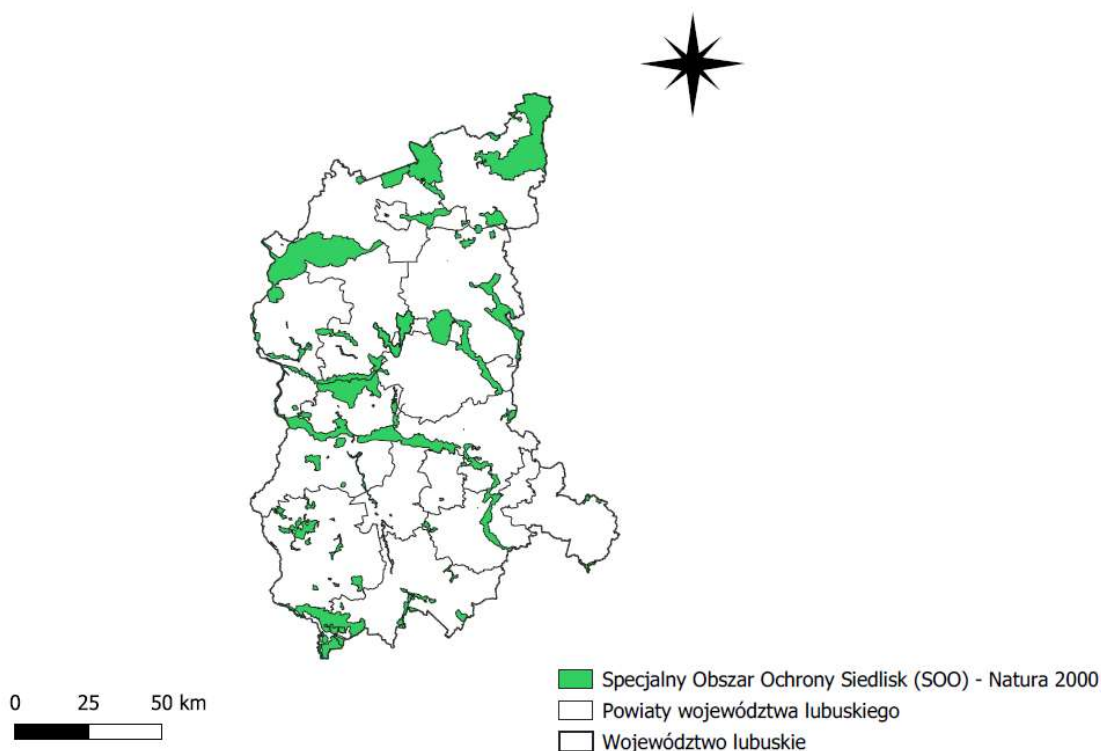 0 25 50 km
Specjalny Obszar Ochrony Siedlisk (SOO) - Natura 2000
Powiaty województwa lubuskiego
Województwo lubuskie